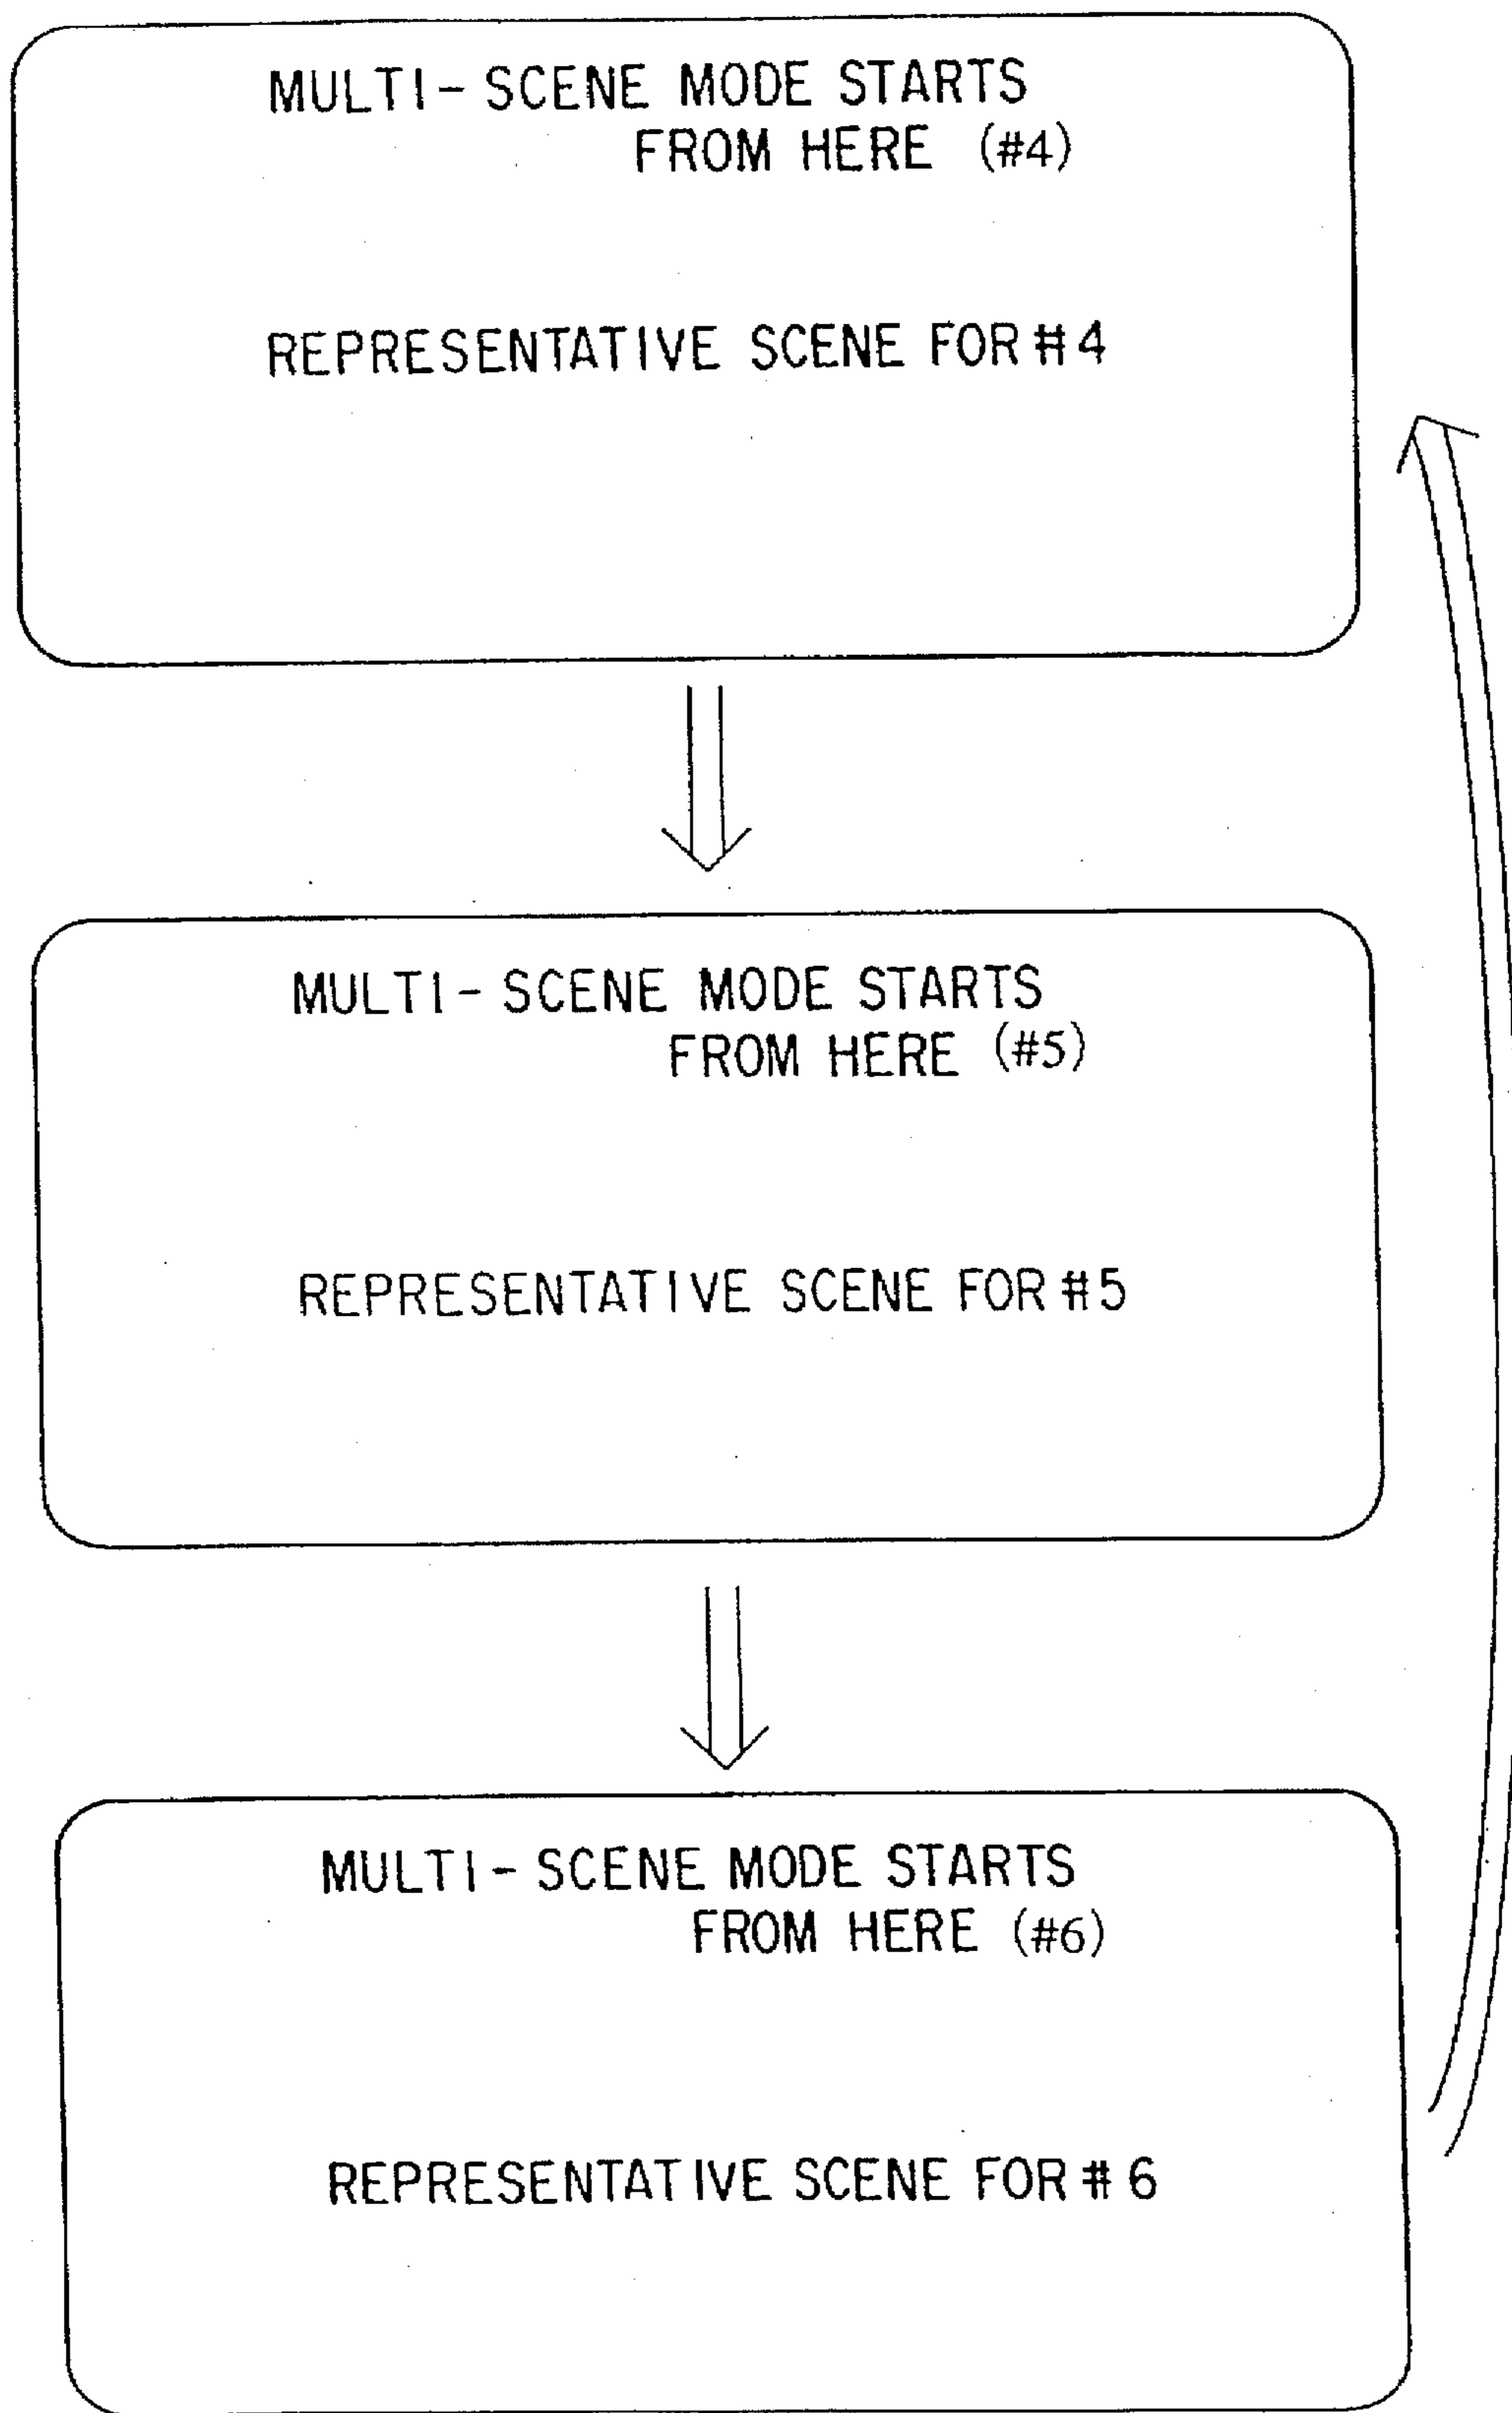 MULTI-SCENE MODE STARTS
FROM HERE (#4)
REPRESENTATIVE SCENE FOR #4
MULTI-SCENE MODE STARTS
FROM HERE (#5)
REPRESENTATIVE SCENE FOR #5
MULTI-SCENE MODE STARTS
FROM HERE (#6)
REPRESENTATIVE SCENE FOR #6